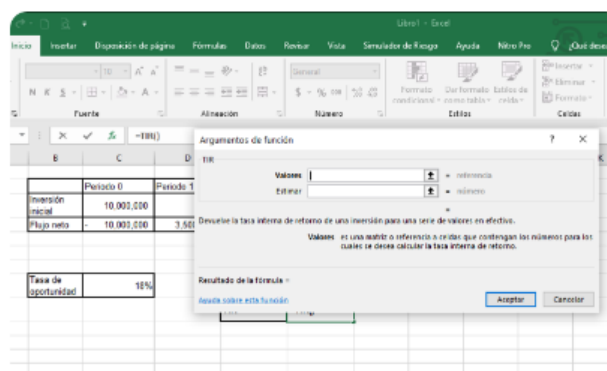 Libro1 - Excel
Inicio Insertar Disposición de página Fórmulas Datos Revisar Vista Simulador de Riesgo Ayuda Nitro Pro ¿Qué dese
General
Insertar
N K S
$ % 000
Formato condicional
Dar formato como tabla
Estilos de celda
Eliminar
Formato
Fuente Alineación Número Estilos Celdas
=TIR()
B C D K
Argumentos de función ? ×
TIR
Valores = referencia
Estimar = número
=
Devuelve la tasa interna de retorno de una inversión para una serie de valores en efectivo.
Valores es una matriz o referencia a celdas que contengan los números para los
cuales se desea calcular la tasa interna de retorno.
Resultado de la fórmula =
Ayuda sobre esta función
Aceptar Cancelar
Periodo 0 Periodo 1
Inversión inicial 10,000,000
Flujo neto - 10,000,000 3,500
Tasa de oportunidad 18%